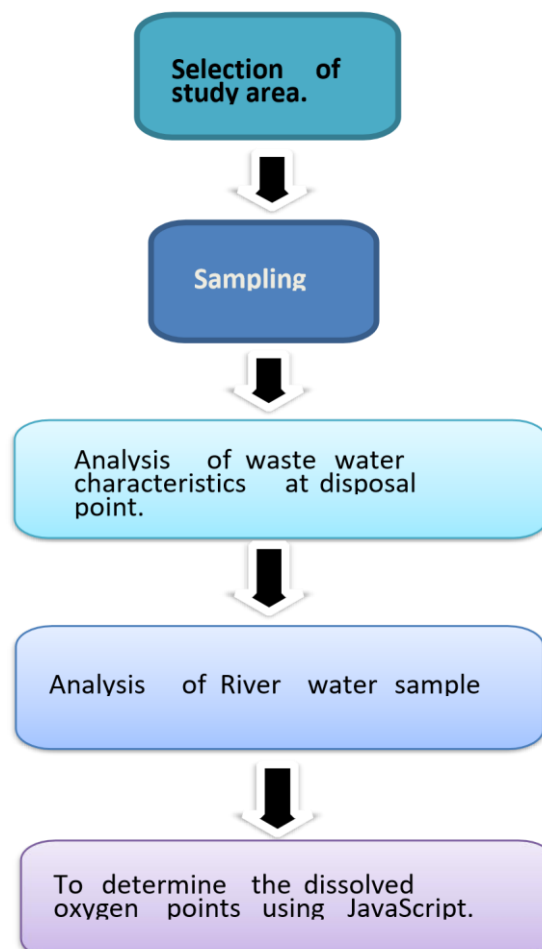 Selection of
study area.
Sampling
Analysis of waste water
characteristics at disposal
point.
Analysis of River water sample
To determine the dissolved
oxygen points using JavaScript.